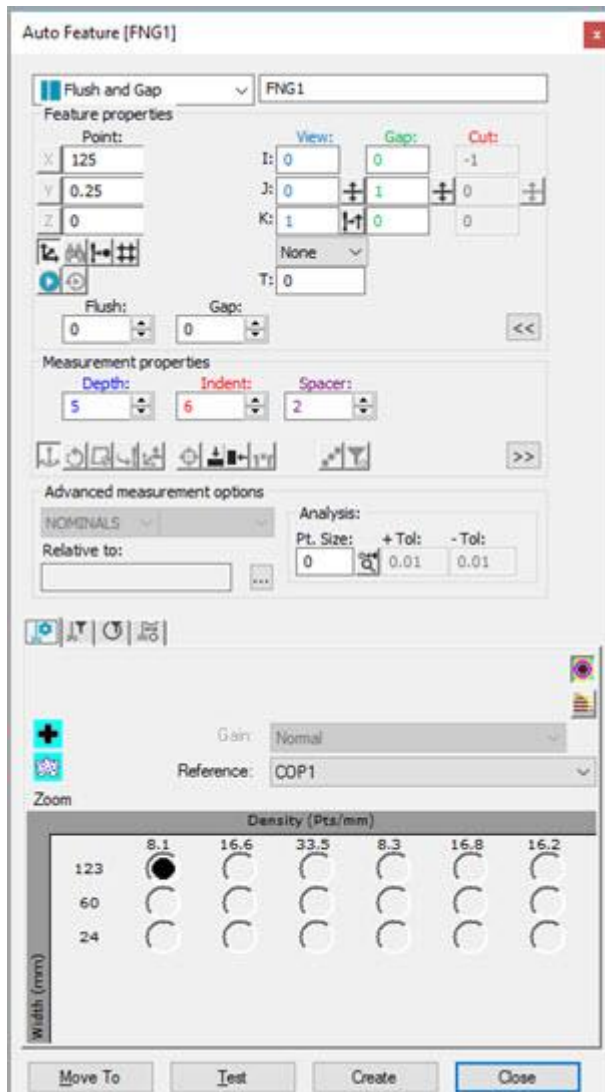 Auto Feature [FNG1]
x
Flush and Gap FNG1
Feature properties
Point: View: Gap: Cut:
X 125 I: 0 0 -1
Y 0.25 J: 0 1 0
Z 0 K: 1 0 0
None
T: 0
Flush: Gap:
0 0 <<
Measurement properties
Depth: Indent: Spacer:
5 6 2
>>
Advanced measurement options
NOMINALS Analysis:
Relative to: Pt. Size: + Tol: - Tol:
0 0.01 0.01
...
Gain: Normal
Reference: COP1
Zoom
Density (Pts/mm)
8.1 16.6 33.5 8.3 16.8 16.2
123
60
24
Width (mm)
Move To Test Create Close